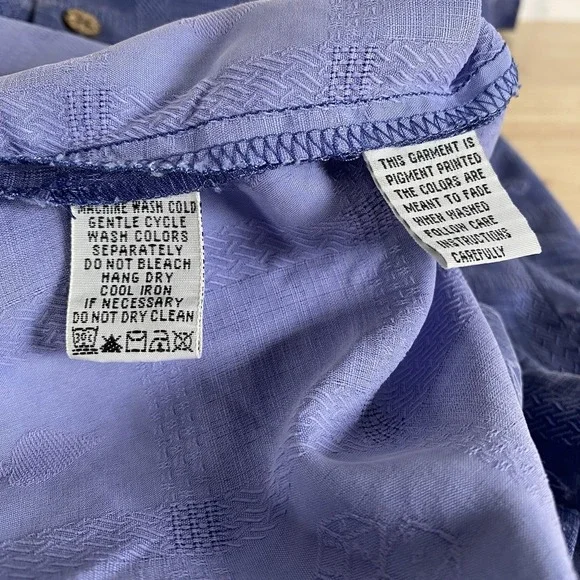 MACHINE WASH COLD
GENTLE CYCLE
WASH COLORS
SEPARATELY
DO NOT BLEACH
HANG DRY
COOL IRON
IF NECESSARY
DO NOT DRY CLEAN
30
THIS GARMENT IS
PIGMENT PRINTED
THE COLORS ARE
MEANT TO FADE
WHEN WASHED
FOLLOW CARE
INSTRUCTIONS
CAREFULLY